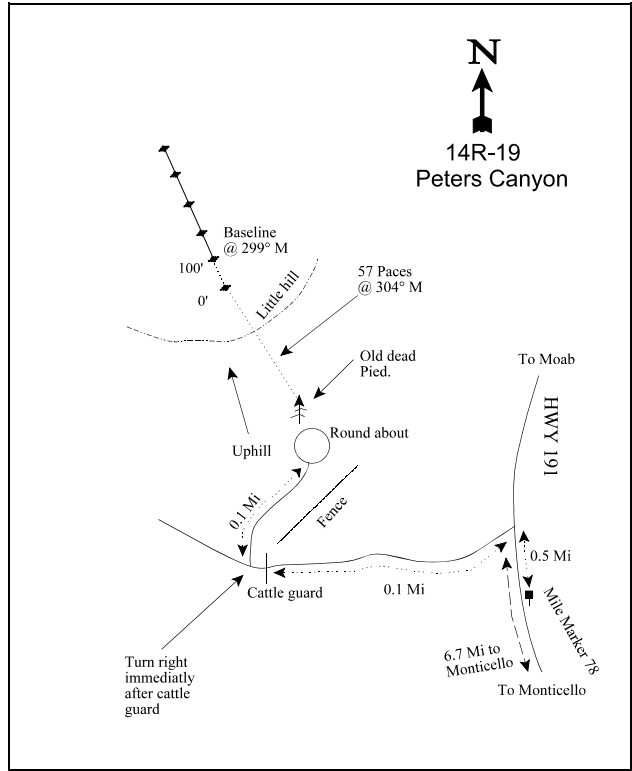 N
14R-19
Peters Canyon
Baseline
@ 299° M
100'
0'
Little hill
57 Paces
@ 304° M
Old dead
Pied.
To Moab
HWY 191
Uphill
Round about
0.1 Mi
Fence
0.5 Mi
Cattle guard
0.1 Mi
Mile Marker 78
6.7 Mi to
Monticello
To Monticello
Turn right
immediatly
after cattle
guard